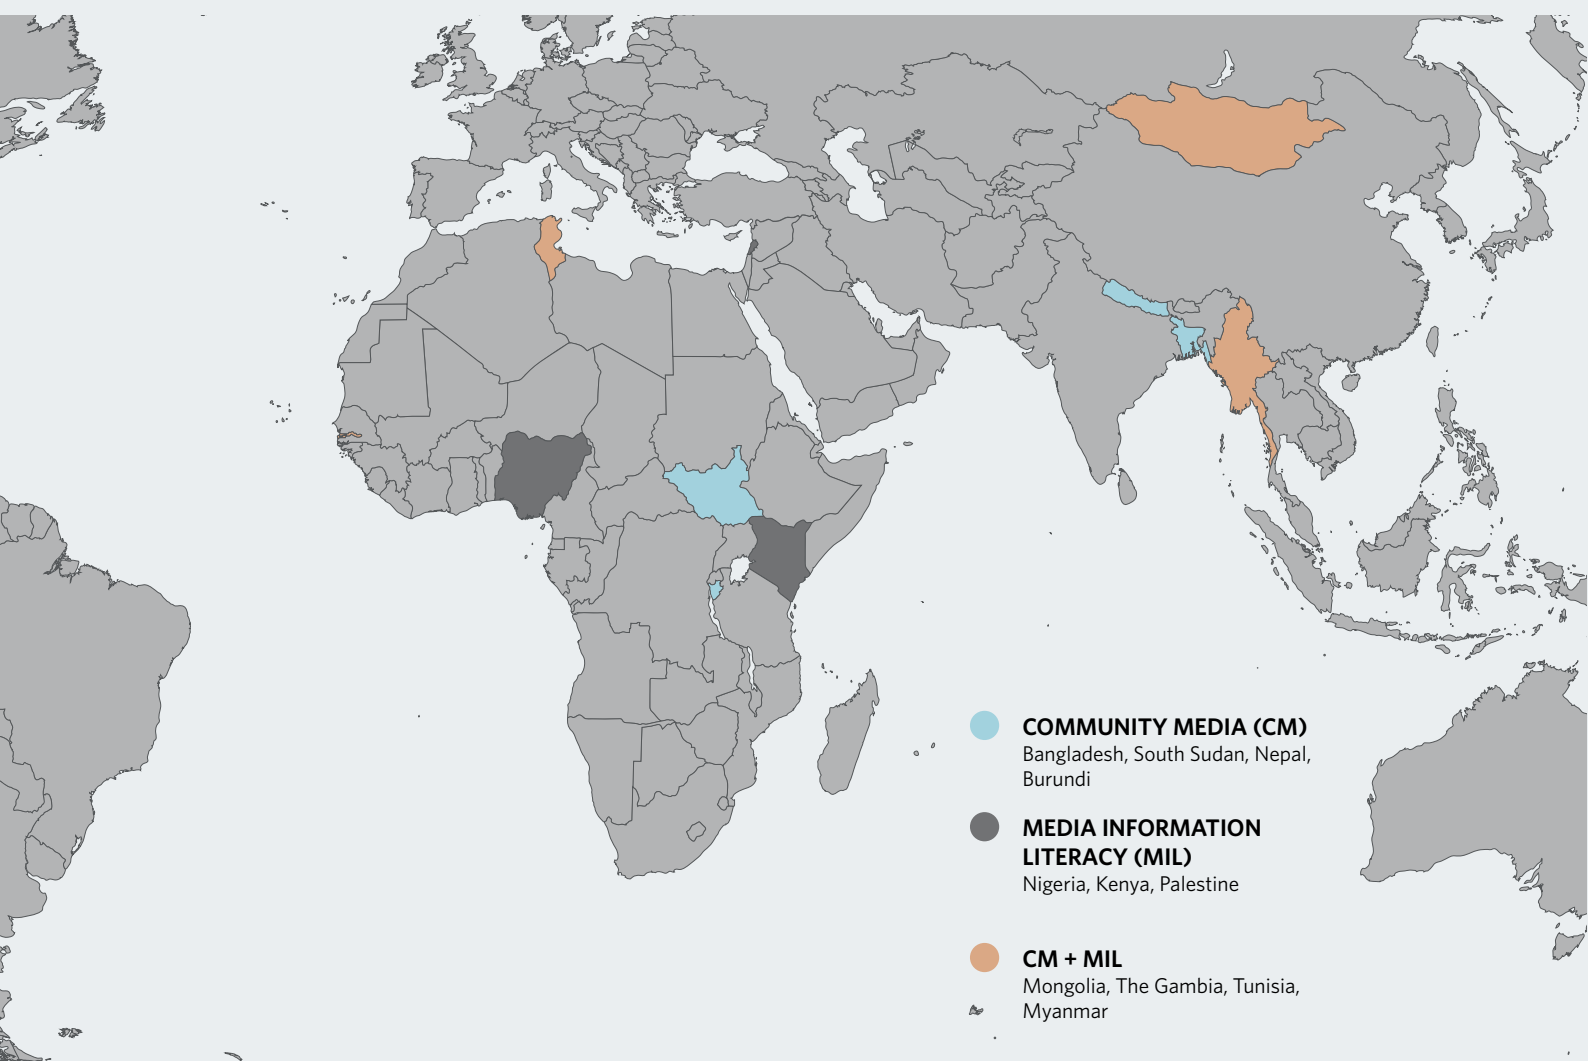 COMMUNITY MEDIA (CM)
Bangladesh, South Sudan, Nepal,
Burundi
MEDIA INFORMATION
LITERACY (MIL)
Nigeria, Kenya, Palestine
CM + MIL
Mongolia, The Gambia, Tunisia,
Myanmar